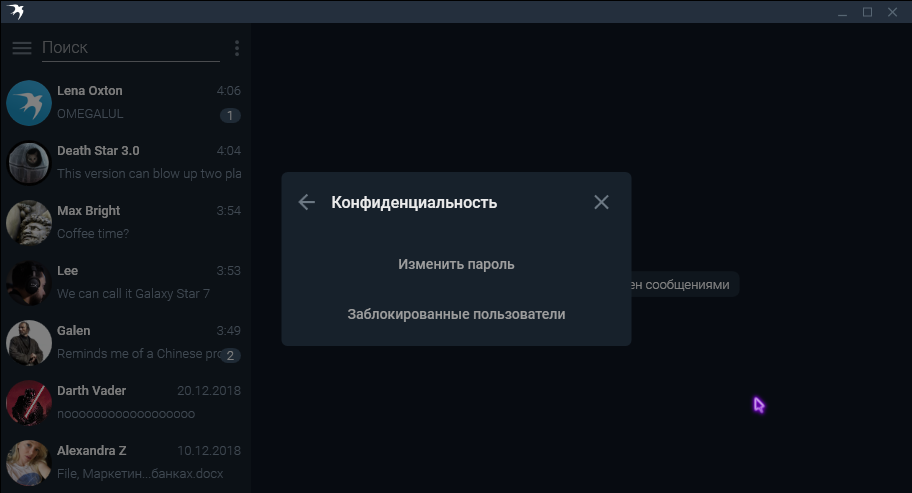 Поиск
Lena Oxton 4:06
OMEGALUL 1
Death Star 3.0 4:04
This version can blow up two pla
Max Bright 3:54
Coffee time?
Lee 3:53
We can call it Galaxy Star 7
Galen 3:49
Reminds me of a Chinese pro 2
Darth Vader 20.12.2018
noooooooooooooooooo
Alexandra Z 10.12.2018
File, Маркетин...банках.docx
Конфиденциальность
Изменить пароль
ен сообщениями
Заблокированные пользователи